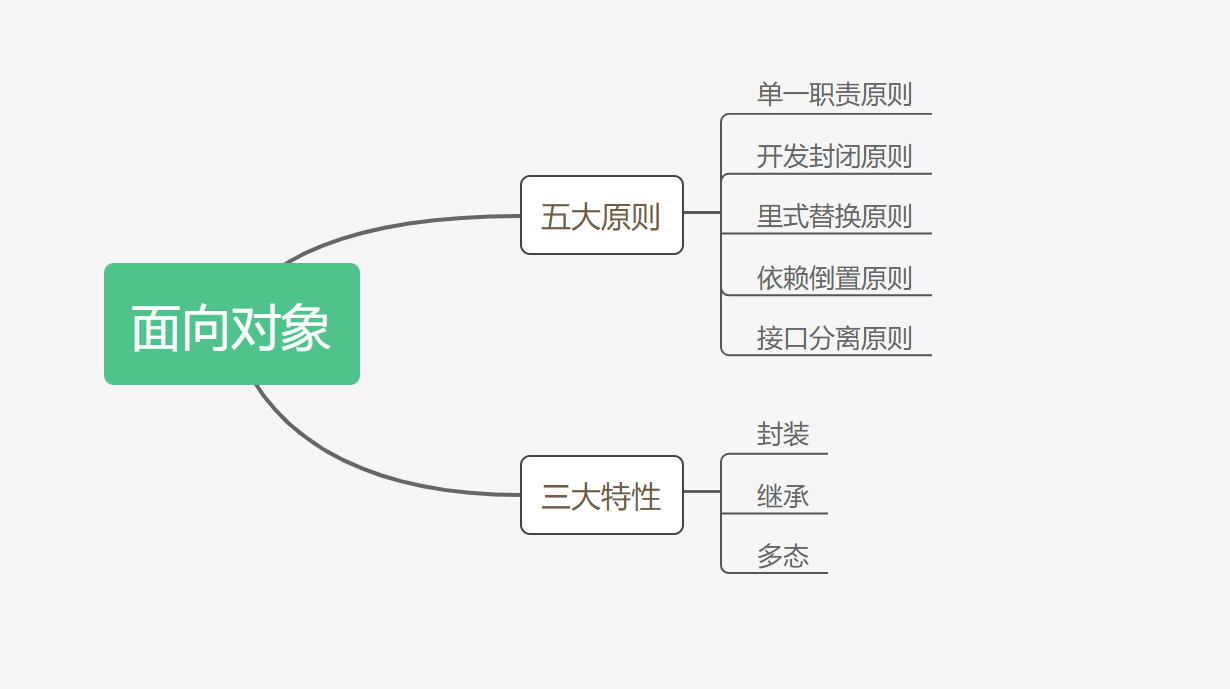 面向对象
五大原则
单一职责原则
开发封闭原则
里式替换原则
依赖倒置原则
接口分离原则
三大特性
封装
继承
多态